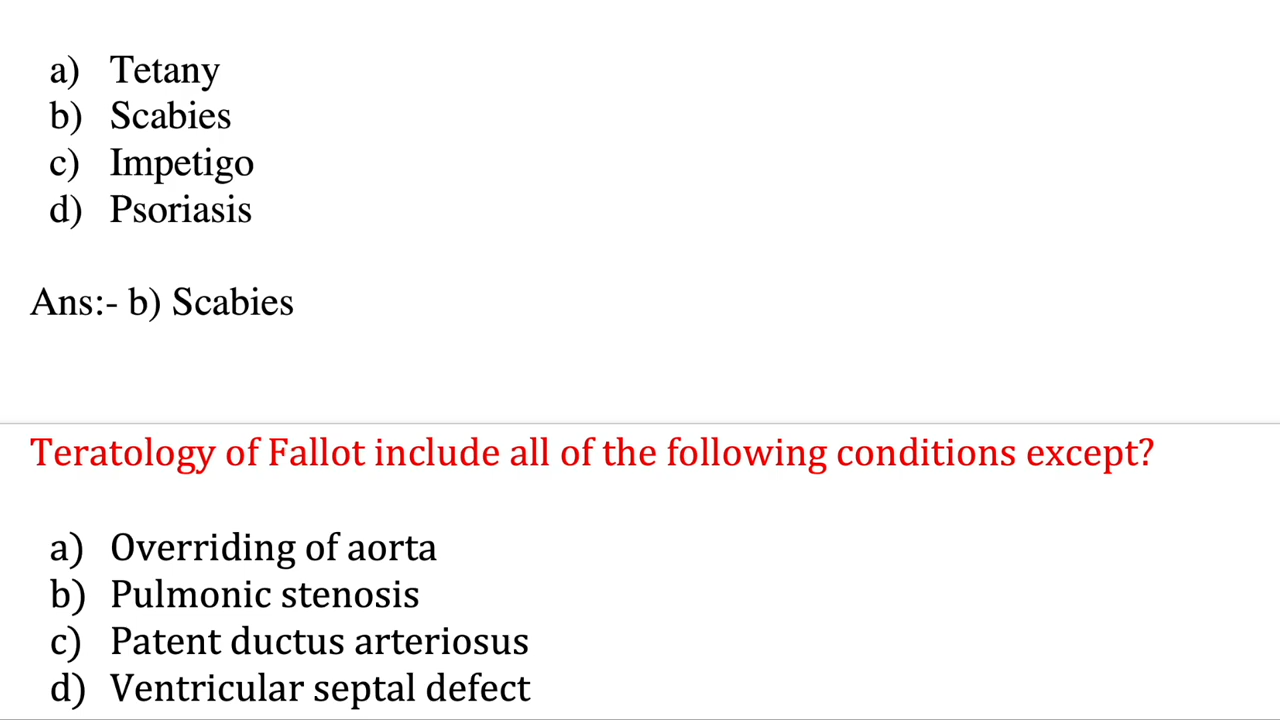 a) Tetany
b) Scabies
c) Impetigo
d) Psoriasis
Ans:- b) Scabies
Teratology of Fallot include all of the following conditions except?
a) Overriding of aorta
b) Pulmonic stenosis
c) Patent ductus arteriosus
d) Ventricular septal defect